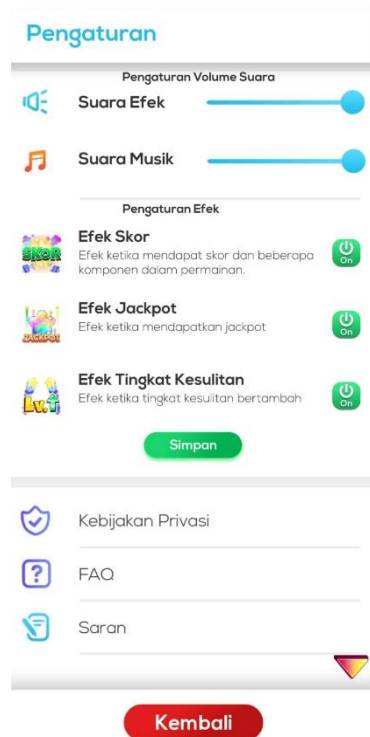 Pengaturan
Pengaturan Volume Suara
Suara Efek
Suara Musik
Pengaturan Efek
SKOR
Efek Skor
Efek ketika mendapat skor dan beberapa
komponen dalam permainan.
On
JACKPOT
Efek Jackpot
Efek ketika mendapatkan jackpot
On
Lv.
Efek Tingkat Kesulitan
Efek ketika tingkat kesulitan bertambah
On
Simpan
Kebijakan Privasi
?
FAQ
Saran
Kembali